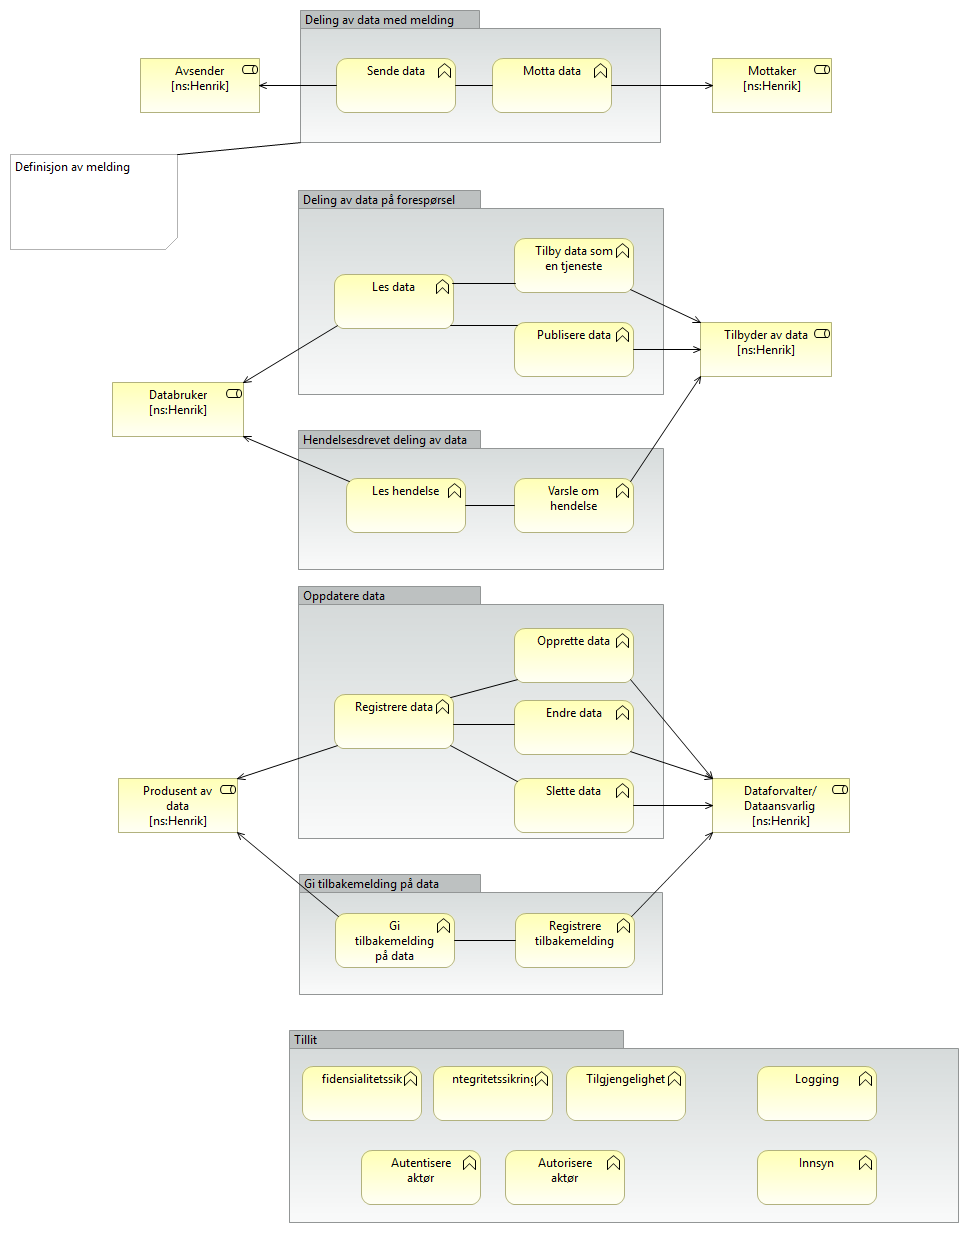 Deling av data med melding
Avsender
[ns:Henrik]
Sende data
Motta data
Mottaker
[ns:Henrik]
Definisjon av melding
Deling av data på forespørsel
Tilby data som
en tjeneste
Les data
Publisere data
Tilbyder av data
[ns:Henrik]
Databruker
[ns:Henrik]
Hendelsesdrevet deling av data
Les hendelse
Varsle om
hendelse
Oppdatere data
Opprette data
Registrere data
Endre data
Slette data
Produsent av
data
[ns:Henrik]
Dataforvalter/
Dataansvarlig
[ns:Henrik]
Gi tilbakemelding på data
Gi
tilbakemelding
på data
Registrere
tilbakemelding
Tillit
fidensialitetssik
ntegritetssikring
Tilgjengelighet
Logging
Autentisere
aktør
Autorisere
aktør
Innsyn